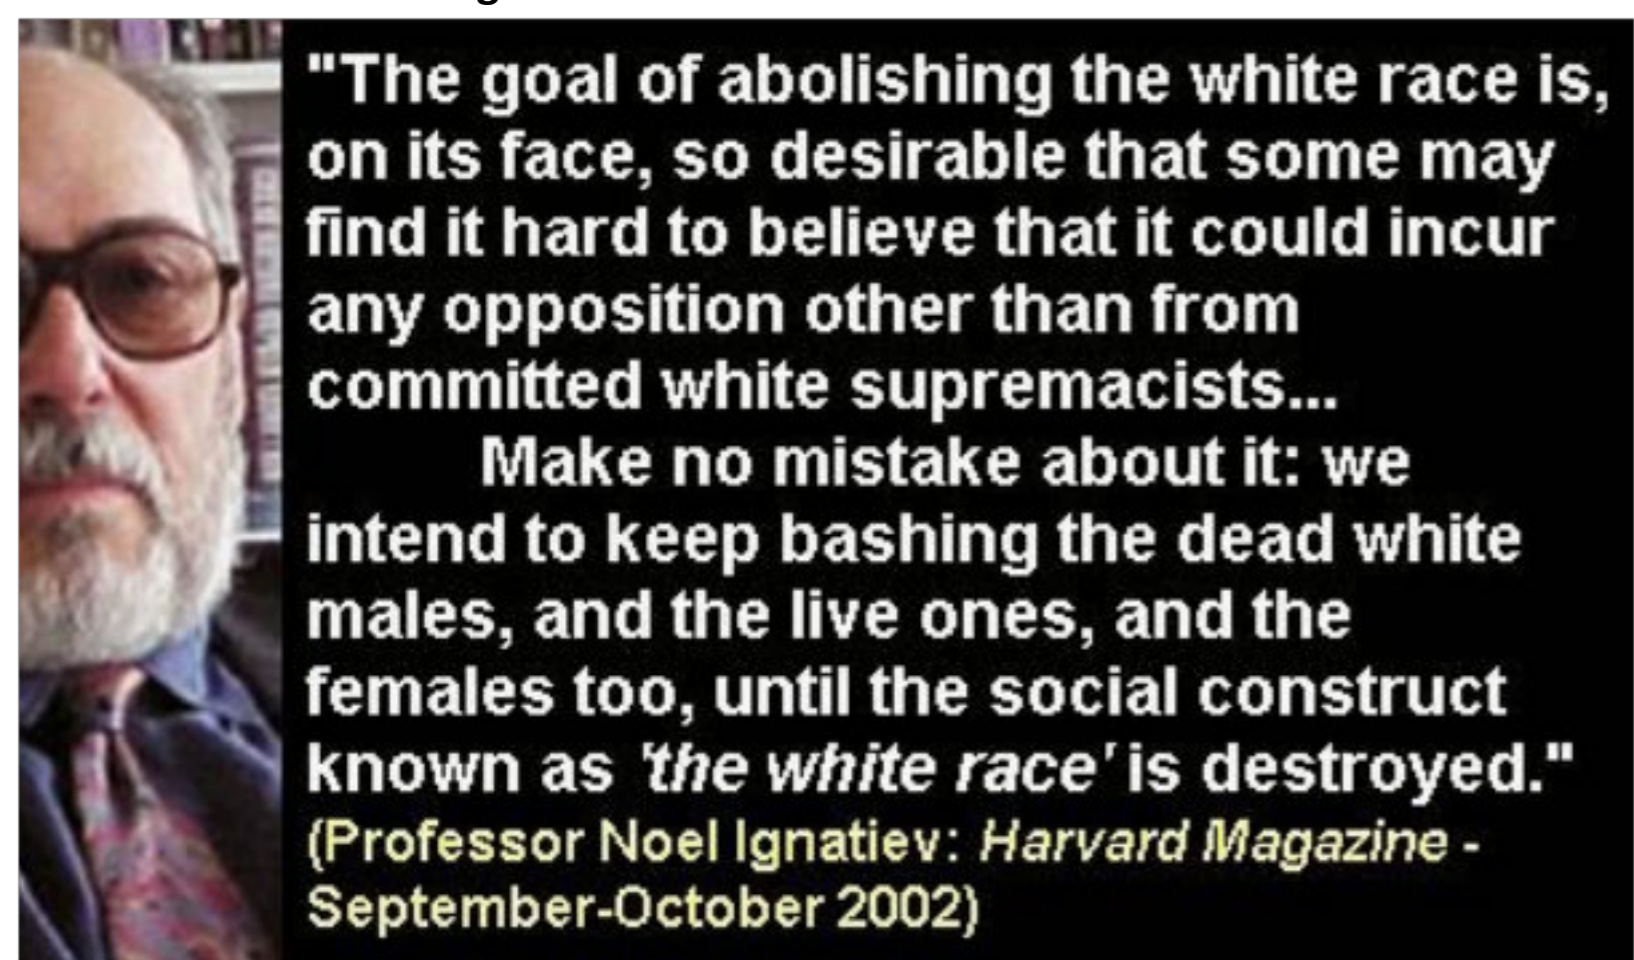 "The goal of abolishing the white race is,
on its face, so desirable that some may
find it hard to believe that it could incur
any opposition other than from
committed white supremacists...
Make no mistake about it: we
intend to keep bashing the dead white
males, and the live ones, and the
females too, until the social construct
known as 'the white race' is destroyed."
(Professor Noel Ignatiev: Harvard Magazine -
September-October 2002)